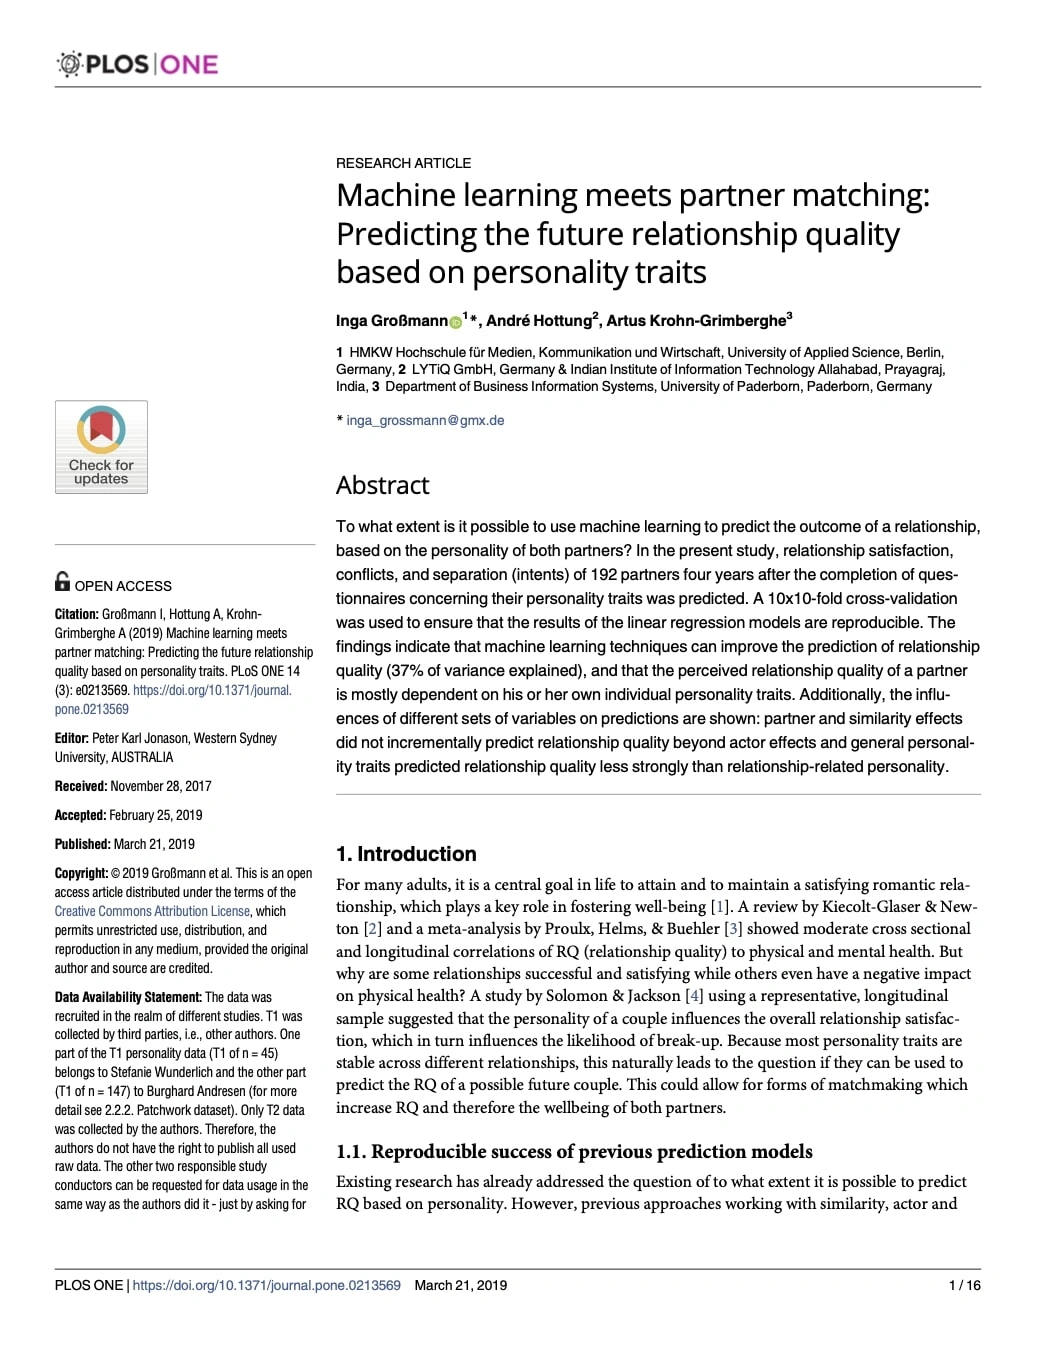 PLOS|ONE
RESEARCH ARTICLE
Machine learning meets partner matching:
Predicting the future relationship quality
based on personality traits
Inga Großmann¹*, André Hottung², Artus Krohn-Grimberghe³
1 HMKW Hochschule für Medien, Kommunikation und Wirtschaft, University of Applied Science, Berlin,
Germany, 2 LYTiQ GmbH, Germany & Indian Institute of Information Technology Allahabad, Prayagraj,
India, 3 Department of Business Information Systems, University of Paderborn, Paderborn, Germany
* inga_grossmann@gmx.de
Check for
updates
Abstract
To what extent is it possible to use machine learning to predict the outcome of a relationship,
based on the personality of both partners? In the present study, relationship satisfaction,
conflicts, and separation (intents) of 192 partners four years after the completion of ques-
tionnaires concerning their personality traits was predicted. A 10x10-fold cross-validation
was used to ensure that the results of the linear regression models are reproducible. The
findings indicate that machine learning techniques can improve the prediction of relationship
quality (37% of variance explained), and that the perceived relationship quality of a partner
is mostly dependent on his or her own individual personality traits. Additionally, the influ-
ences of different sets of variables on predictions are shown: partner and similarity effects
did not incrementally predict relationship quality beyond actor effects and general personal-
ity traits predicted relationship quality less strongly than relationship-related personality.
OPEN ACCESS
Citation: Großmann I, Hottung A, Krohn-
Grimberghe A (2019) Machine learning meets
partner matching: Predicting the future relationship
quality based on personality traits. PLoS ONE 14
(3): e0213569. https://doi.org/10.1371/journal.
pone.0213569
Editor: Peter Karl Jonason, Western Sydney
University, AUSTRALIA
Received: November 28, 2017
Accepted: February 25, 2019
Published: March 21, 2019
Copyright: © 2019 Großmann et al. This is an open
access article distributed under the terms of the
Creative Commons Attribution License, which
permits unrestricted use, distribution, and
reproduction in any medium, provided the original
author and source are credited.
Data Availability Statement: The data was
recruited in the realm of different studies. T1 was
collected by third parties, i.e., other authors. One
part of the T1 personality data (T1 of n = 45)
belongs to Stefanie Wunderlich and the other part
(T1 of n = 147) to Burghard Andresen (for more
detail see 2.2.2. Patchwork dataset). Only T2 data
was collected by the authors. Therefore, the
authors do not have the right to publish all used
raw data. The other two responsible study
conductors can be requested for data usage in the
same way as the authors did it - just by asking for
1. Introduction
For many adults, it is a central goal in life to attain and to maintain a satisfying romantic rela-
tionship, which plays a key role in fostering well-being [1]. A review by Kiecolt-Glaser & New-
ton [2] and a meta-analysis by Proulx, Helms, & Buehler [3] showed moderate cross sectional
and longitudinal correlations of RQ (relationship quality) to physical and mental health. But
why are some relationships successful and satisfying while others even have a negative impact
on physical health? A study by Solomon & Jackson [4] using a representative, longitudinal
sample suggested that the personality of a couple influences the overall relationship satisfac-
tion, which in turn influences the likelihood of break-up. Because most personality traits are
stable across different relationships, this naturally leads to the question if they can be used to
predict the RQ of a possible future couple. This could allow for forms of matchmaking which
increase RQ and therefore the wellbeing of both partners.
1.1. Reproducible success of previous prediction models
Existing research has already addressed the question of to what extent it is possible to predict
RQ based on personality. However, previous approaches working with similarity, actor and
PLOS ONE | https://doi.org/10.1371/journal.pone.0213569 March 21, 2019
1 / 16